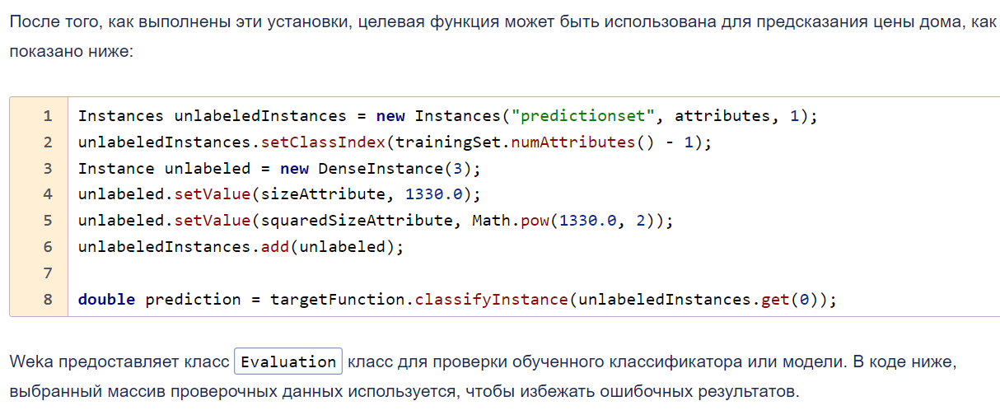 После того, как выполнены эти установки, целевая функция может быть использована для предсказания цены дома, как
показано ниже:
1 Instances unlabeledInstances = new Instances("predictionset", attributes, 1);
2 unlabeledInstances.setClassIndex(trainingSet.numAttributes() - 1);
3 Instance unlabeled = new DenseInstance(3);
4 unlabeled.setValue(sizeAttribute, 1330.0);
5 unlabeled.setValue(squaredSizeAttribute, Math.pow(1330.0, 2));
6 unlabeledInstances.add(unlabeled);
7
8 double prediction = targetFunction.classifyInstance(unlabeledInstances.get(0));
Weka предоставляет класс Evaluation класс для проверки обученного классификатора или модели. В коде ниже,
выбранный массив проверочных данных используется, чтобы избежать ошибочных результатов.